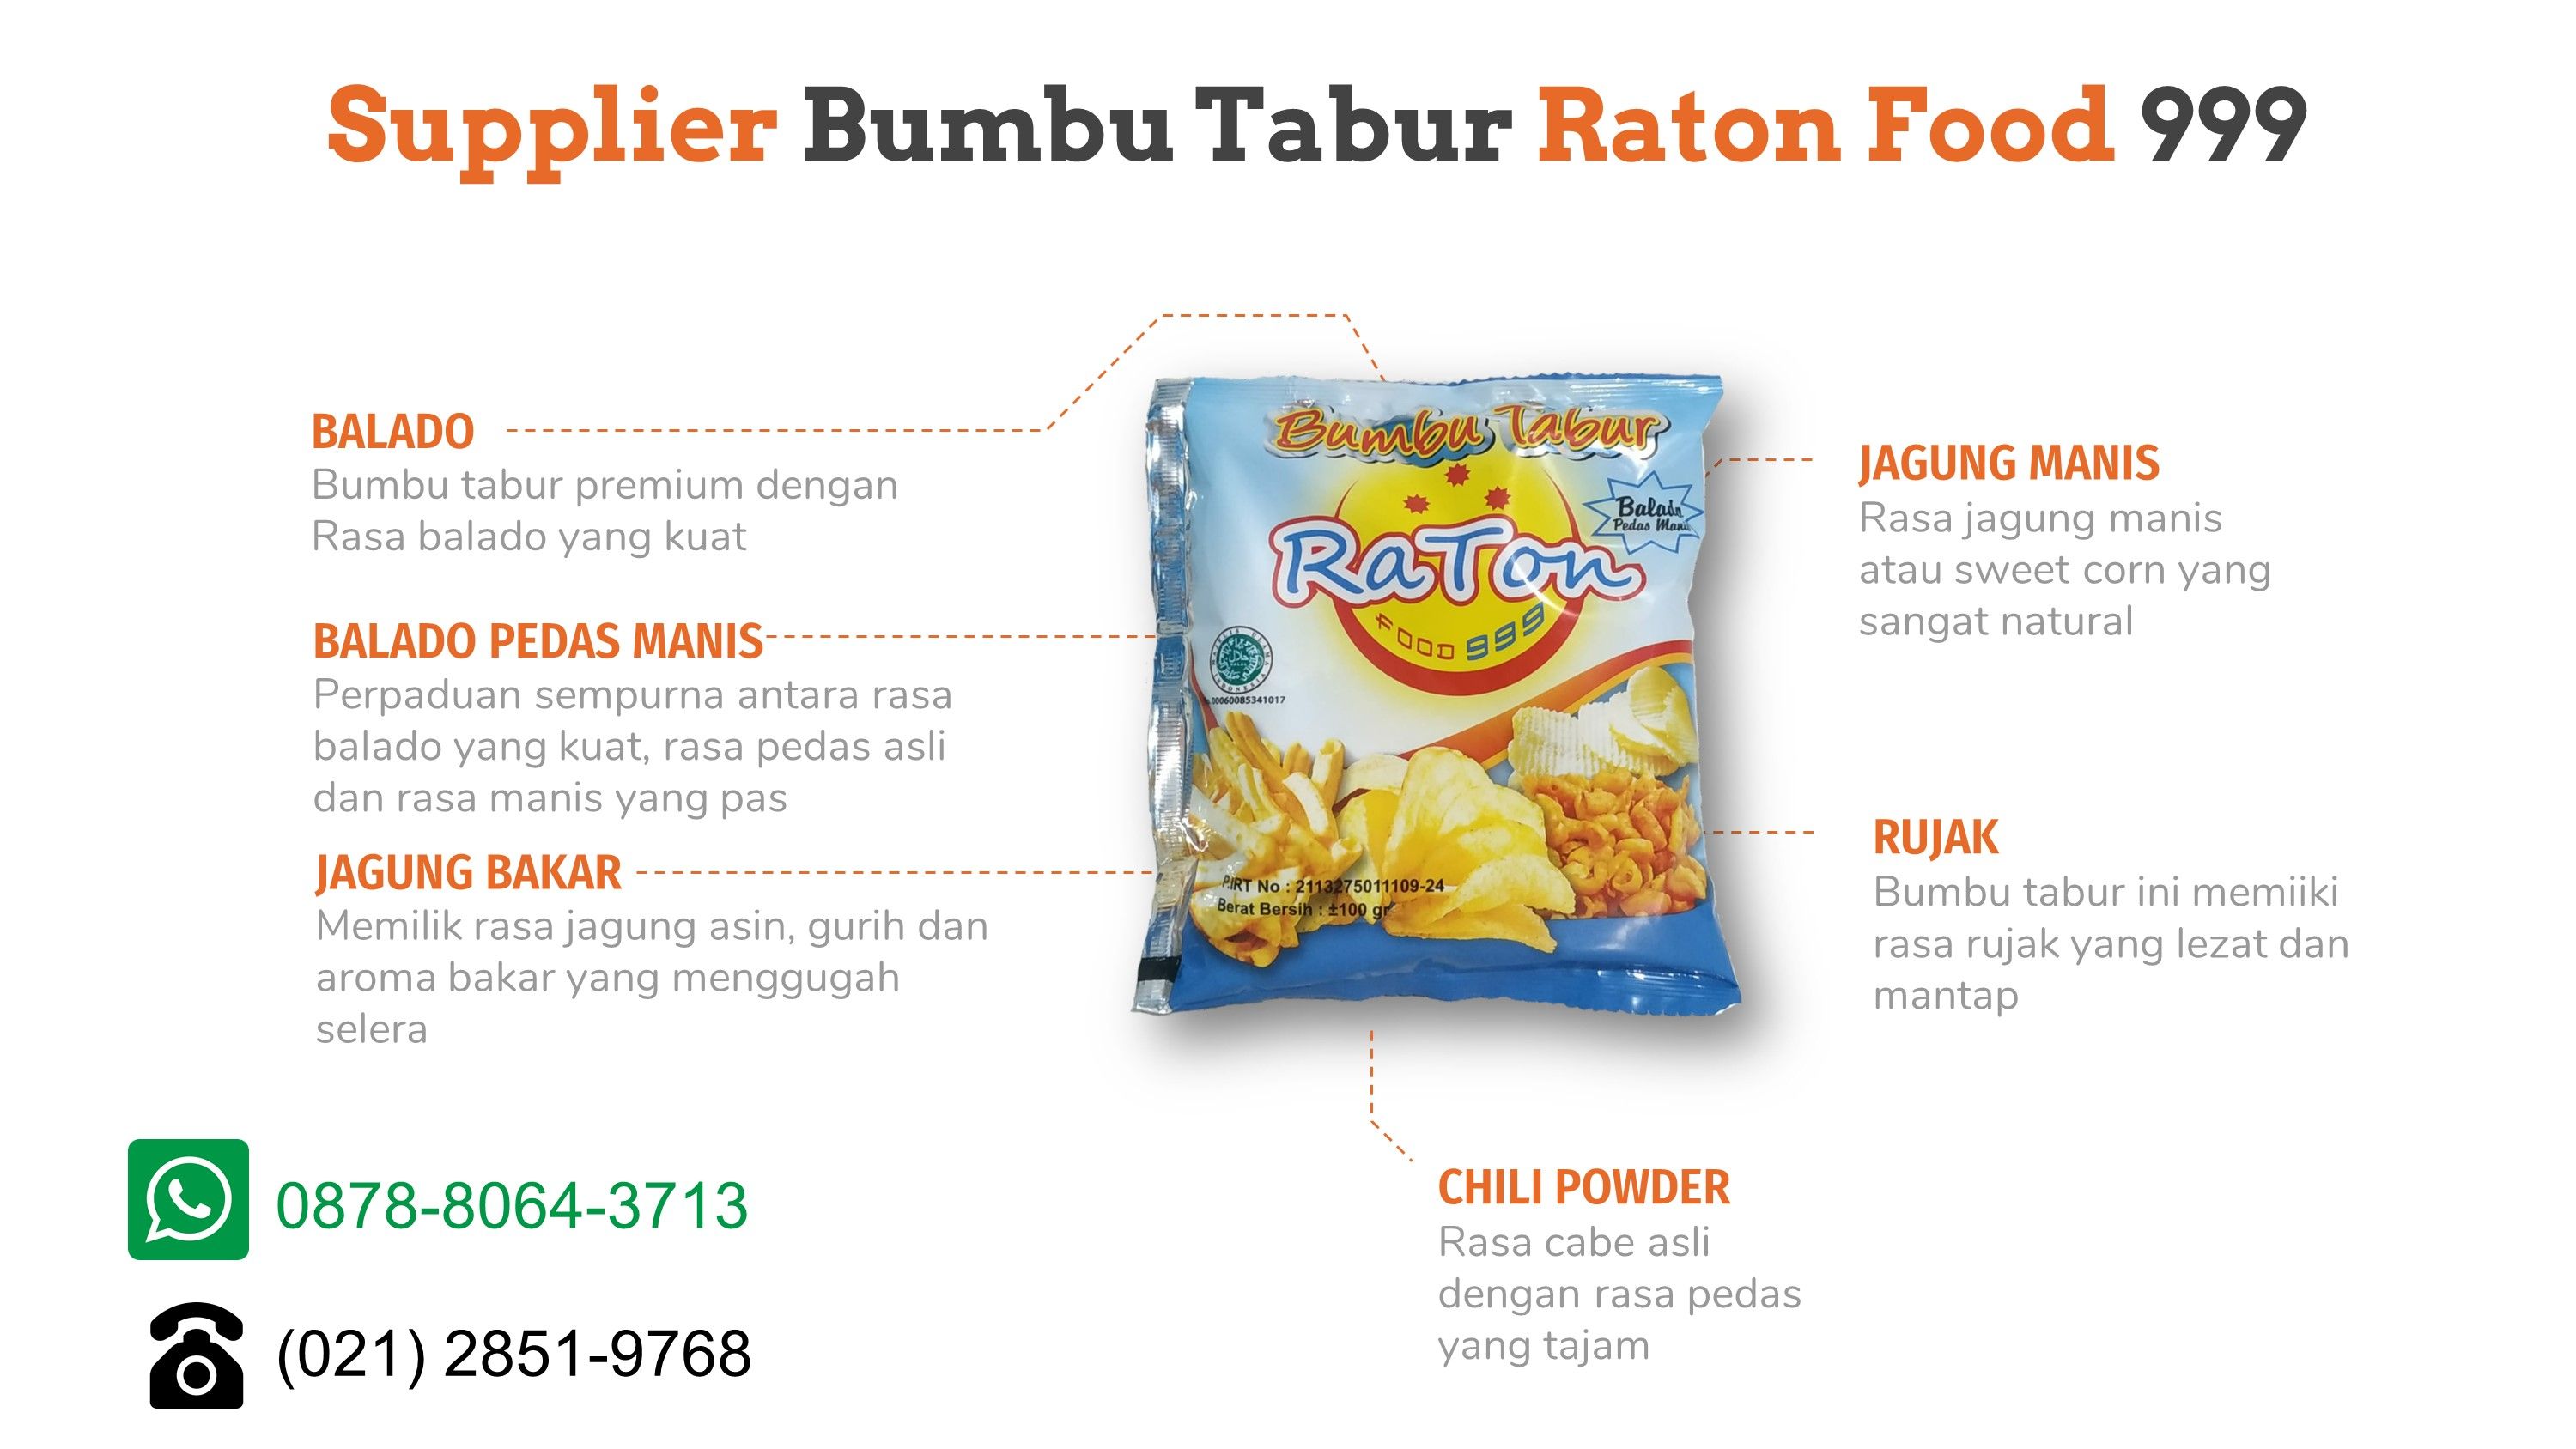 Supplier Bumbu Tabur Raton Food 999
BALADO
Bumbu tabur premium dengan
Rasa balado yang kuat
BALADO PEDAS MANIS
Perpaduan sempurna antara rasa
balado yang kuat, rasa pedas asli
dan rasa manis yang pas
JAGUNG BAKAR
Memilik rasa jagung asin, gurih dan
aroma bakar yang menggugah
selera
Bumbu Tabur
Balado
Pedas Manis
RaTon
FOOD 999
00060085341017
P.IRT No : 2113275011109-24
Berat Bersih : ±100 gr
JAGUNG MANIS
Rasa jagung manis
atau sweet corn yang
sangat natural
RUJAK
Bumbu tabur ini memiiki
rasa rujak yang lezat dan
mantap
CHILI POWDER
Rasa cabe asli
dengan rasa pedas
yang tajam
0878-8064-3713
(021) 2851-9768